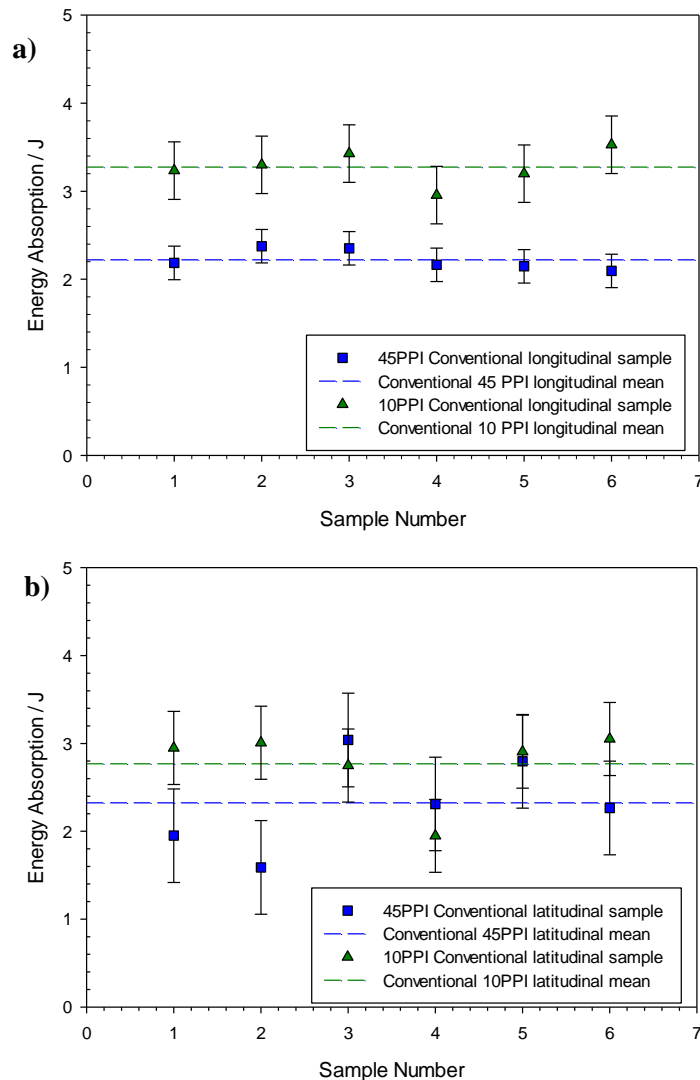 a)
5
4
3
2
1
0
Energy Absorption / J
45PPI Conventional longitudinal sample
Conventional 45 PPI longitudinal mean
10PPI Conventional longitudinal sample
Conventional 10 PPI longitudinal mean
0 1 2 3 4 5 6 7
Sample Number
b)
5
4
3
2
1
0
Energy Absorption / J
45PPI Conventional latitudinal sample
Conventional 45PPI latitudinal mean
10PPI Conventional latitudinal sample
Conventional 10PPI latitudinal mean
0 1 2 3 4 5 6 7
Sample Number